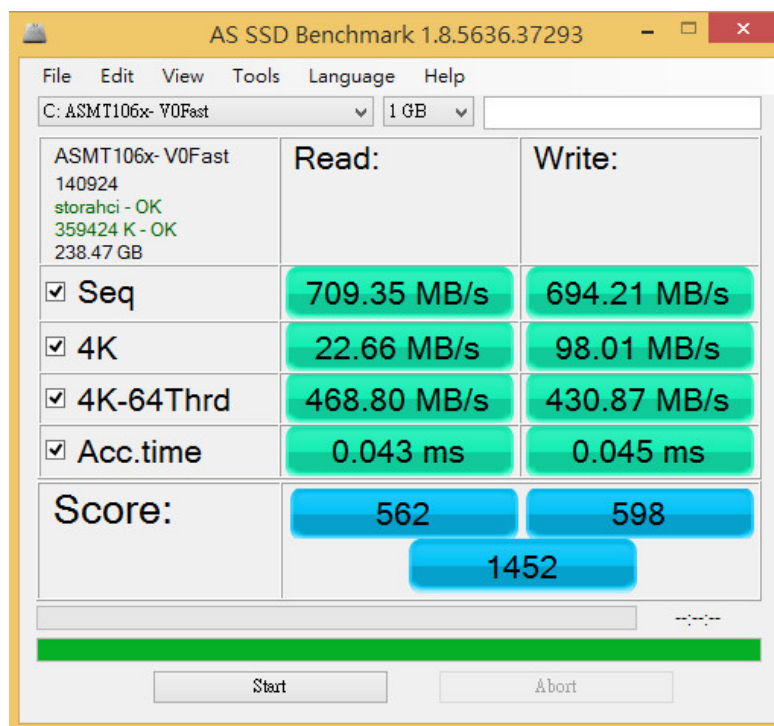 AS SSD Benchmark 1.8.5636.37293
File Edit View Tools Language Help
C: ASMT106x- V0Fast 1 GB
ASMT106x- V0Fast
140924
storahci - OK
359424 K - OK
238.47 GB
Read: Write:
Seq 709.35 MB/s 694.21 MB/s
4K 22.66 MB/s 98.01 MB/s
4K-64Thrd 468.80 MB/s 430.87 MB/s
Acc.time 0.043 ms 0.045 ms
Score: 562 598
1452
--:--:--
Start Abort